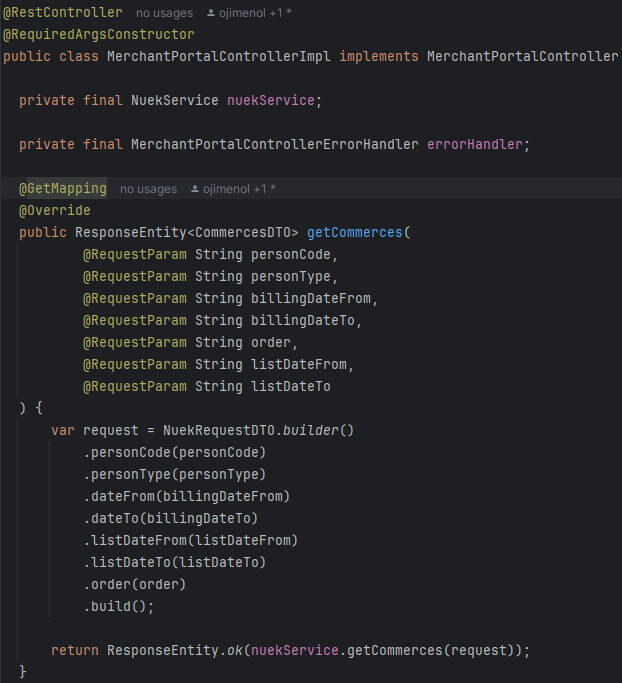 @RestController no usages ojimenol +1 *
@RequiredArgsConstructor
public class MerchantPortalControllerImpl implements MerchantPortalController
private final NuekService nuekService;
private final MerchantPortalControllerErrorHandler errorHandler;
@GetMapping no usages ojimenol +1 *
@Override
public ResponseEntity<CommercesDTO> getCommerces(
@RequestParam String personCode,
@RequestParam String personType,
@RequestParam String billingDateFrom,
@RequestParam String billingDateTo,
@RequestParam String order,
@RequestParam String listDateFrom,
@RequestParam String listDateTo
) {
var request = NuekRequestDTO.builder()
.personCode(personCode)
.personType(personType)
.dateFrom(billingDateFrom)
.dateTo(billingDateTo)
.listDateFrom(listDateFrom)
.listDateTo(listDateTo)
.order(order)
.build();
return ResponseEntity.ok(nuekService.getCommerces(request));
}